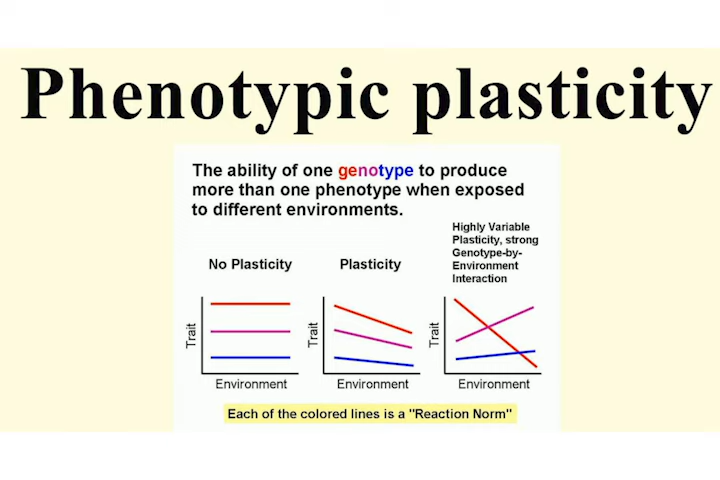 Phenotypic plasticity
The ability of one genotype to produce
more than one phenotype when exposed
to different environments.
No Plasticity
Plasticity
Highly Variable
Plasticity, strong
Genotype-by-
Environment
Interaction
Trait
Environment
Trait
Environment
Trait
Environment
Each of the colored lines is a "Reaction Norm"